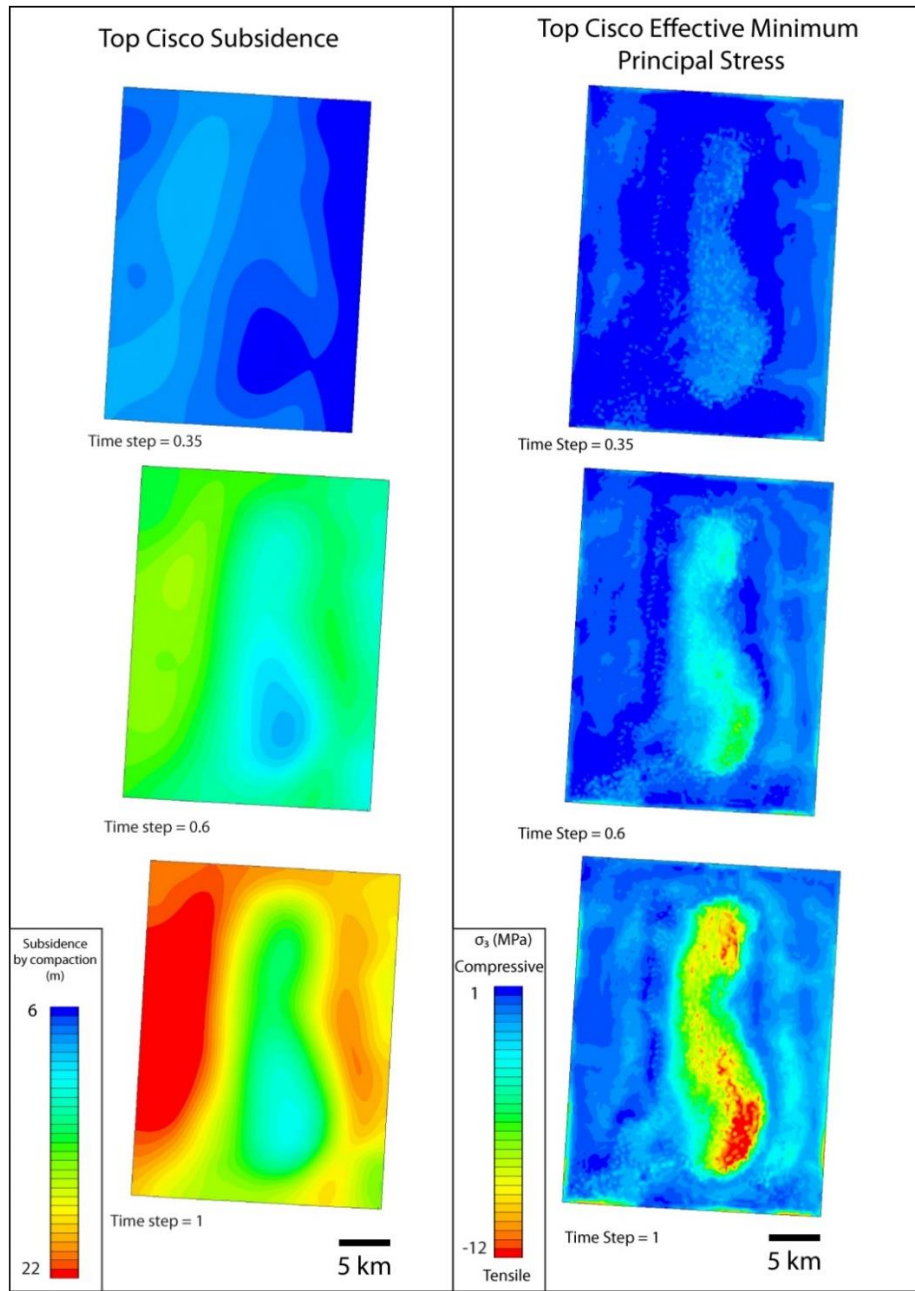 Top Cisco Subsidence
Time step = 0.35
Time step = 0.6
Subsidence
by compaction
(m)
6
22
Time step = 1
5 km
Top Cisco Effective Minimum
Principal Stress
Time Step = 0.35
Time Step = 0.6
σ₃ (MPa)
Compressive
1
-12
Tensile
Time Step = 1
5 km